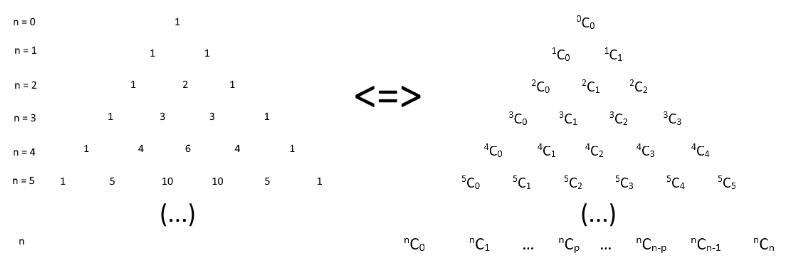 n = 0 1 ⁰C₀
n = 1 1 1 ¹C₀ ¹C₁
n = 2 1 2 1 <=> ²C₀ ²C₁ ²C₂
n = 3 1 3 3 1 ³C₀ ³C₁ ³C₂ ³C₃
n = 4 1 4 6 4 1 ⁴C₀ ⁴C₁ ⁴C₂ ⁴C₃ ⁴C₄
n = 5 1 5 10 10 5 1 ⁵C₀ ⁵C₁ ⁵C₂ ⁵C₃ ⁵C₄ ⁵C₅
(...) (...)
n ⁿC₀ ⁿC₁ ... ⁿCₚ ... ⁿCₙ₋ₚ ⁿCₙ₋₁ ⁿCₙ